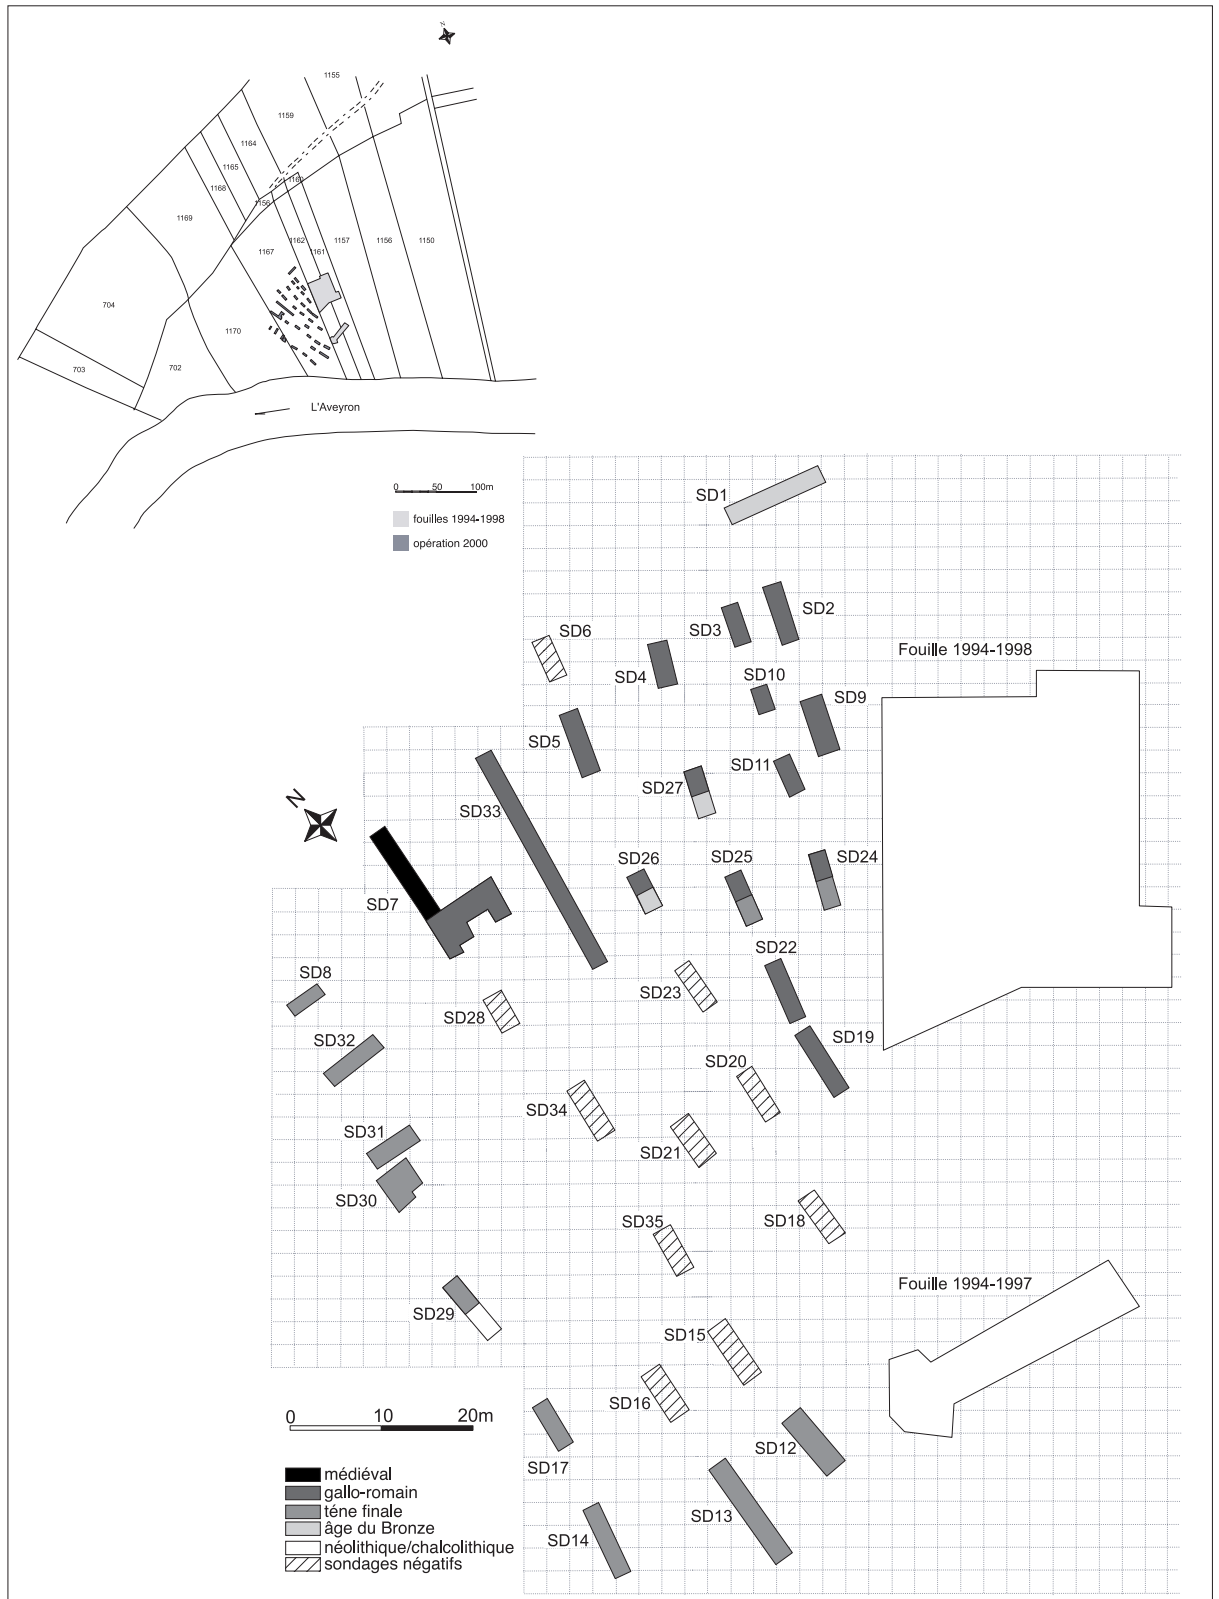 N
1155
1159
1164
1165
1168
1160
1156
1169
1162
1161
1157
1156
1150
1167
704
1170
703
702
L'Aveyron
0 50 100m
fouilles 1994-1998
opération 2000
SD1
SD2
SD3
SD6
Fouille 1994-1998
SD4
SD10
SD9
SD5
SD11
SD27
N
SD33
SD26
SD25
SD24
SD7
SD22
SD8
SD23
SD28
SD32
SD19
SD20
SD34
SD31
SD21
SD30
SD35
SD18
Fouille 1994-1997
SD29
SD15
SD16
0 10 20m
SD12
SD17
médiéval
gallo-romain
téne finale
âge du Bronze
néolithique/chalcolithique
sondages négatifs
SD13
SD14